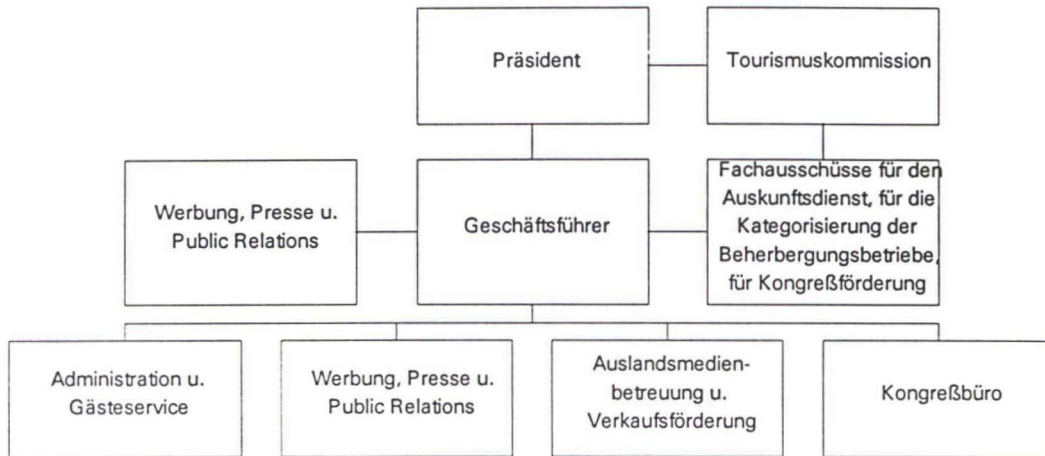 Präsident
Tourismuskommission
Werbung, Presse u.
Public Relations
Geschäftsführer
Fachausschüsse für den
Auskunftsdienst, für die
Kategorisierung der
Beherbergungsbetriebe,
für Kongreßförderung
Administration u.
Gästeservice
Werbung, Presse u.
Public Relations
Auslandsmedien-
betreuung u.
Verkaufsförderung
Kongreßbüro